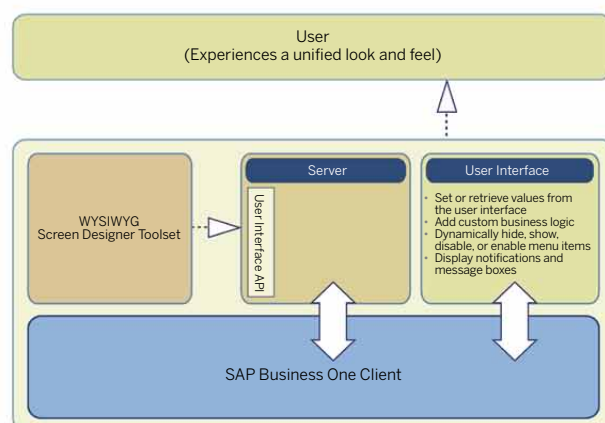 User
(Experiences a unified look and feel)
WYSIWYG
Screen Designer Toolset
Server
User Interface API
User Interface
• Set or retrieve values from
the user interface
• Add custom business logic
• Dynamically hide, show,
disable, or enable menu items
• Display notifications and
message boxes
SAP Business One Client